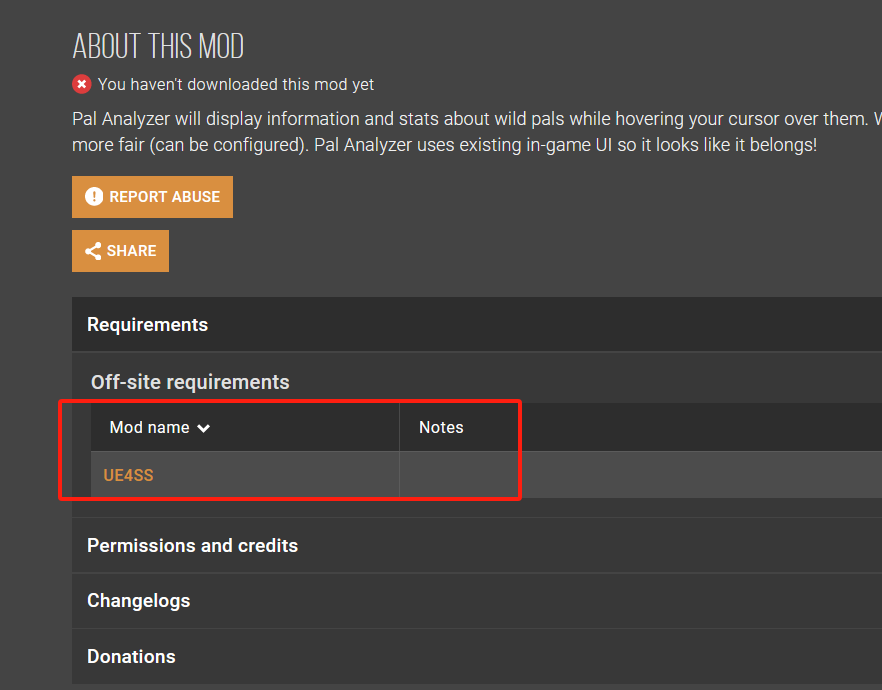 ABOUT THIS MOD
You haven't downloaded this mod yet
Pal Analyzer will display information and stats about wild pals while hovering your cursor over them.
more fair (can be configured). Pal Analyzer uses existing in-game UI so it looks like it belongs!
REPORT ABUSE
SHARE
Requirements
Off-site requirements
Mod name Notes
UE4SS
Permissions and credits
Changelogs
Donations